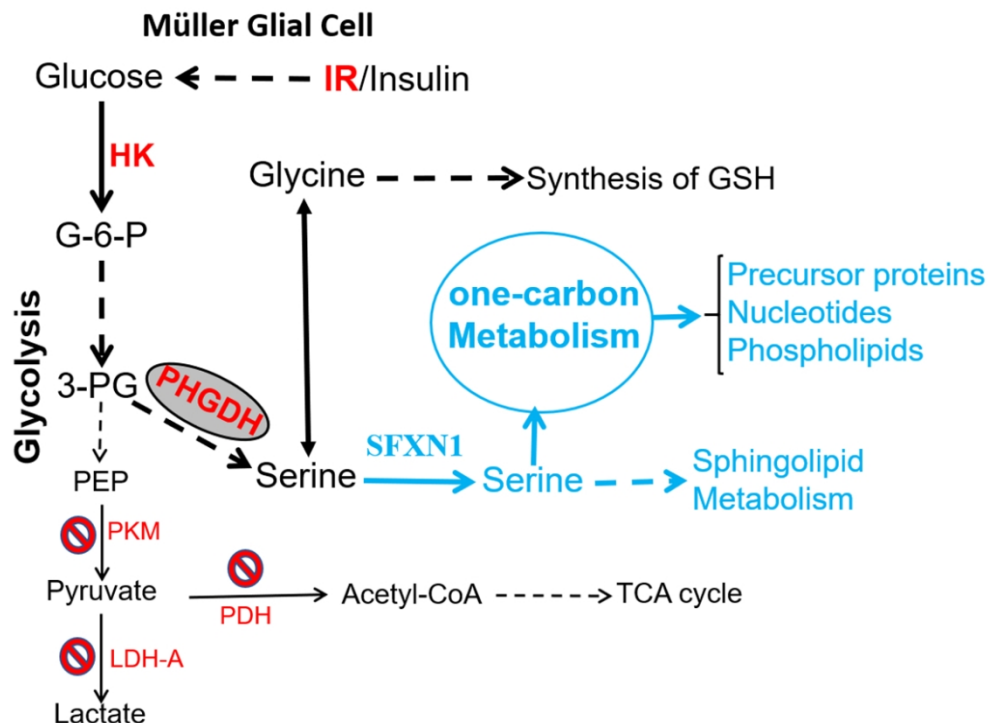 Müller Glial Cell
Glucose
IR/Insulin
HK
Glycine
Synthesis of GSH
G-6-P
one-carbon
Metabolism
Precursor proteins
Nucleotides
Phospholipids
Glycolysis
3-PG
PHGDH
SFXN1
Serine
Serine
Sphingolipid
Metabolism
PEP
PKM
Pyruvate
PDH
Acetyl-CoA
TCA cycle
LDH-A
Lactate